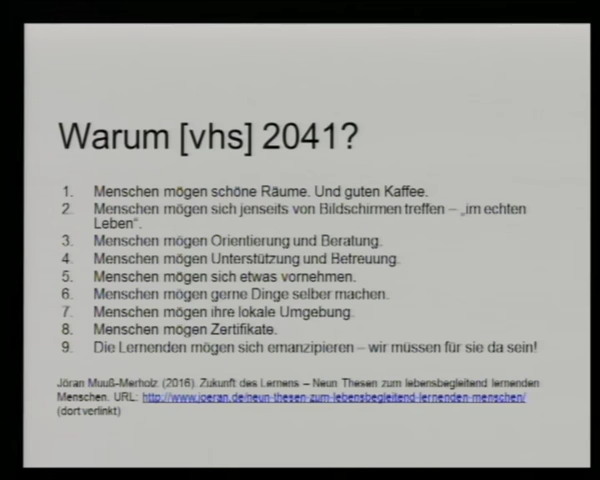 Warum [vhs] 2041?
1. Menschen mögen schöne Räume. Und guten Kaffee.
2. Menschen mögen sich jenseits von Bildschirmen treffen – „im echten
Leben“.
3. Menschen mögen Orientierung und Beratung.
4. Menschen mögen Unterstützung und Betreuung.
5. Menschen mögen sich etwas vornehmen.
6. Menschen mögen gerne Dinge selber machen.
7. Menschen mögen ihre lokale Umgebung.
8. Menschen mögen Zertifikate.
9. Die Lernenden mögen sich emanzipieren – wir müssen für sie da sein!
Jöran Muuß-Merholz (2016). Zukunft des Lernens – Neun Thesen zum lebensbegleitend lernenden
Menschen. URL: http://www.joeran.de/neun-thesen-zum-lebensbegleitend-lernenden-menschen/
(dort verlinkt)